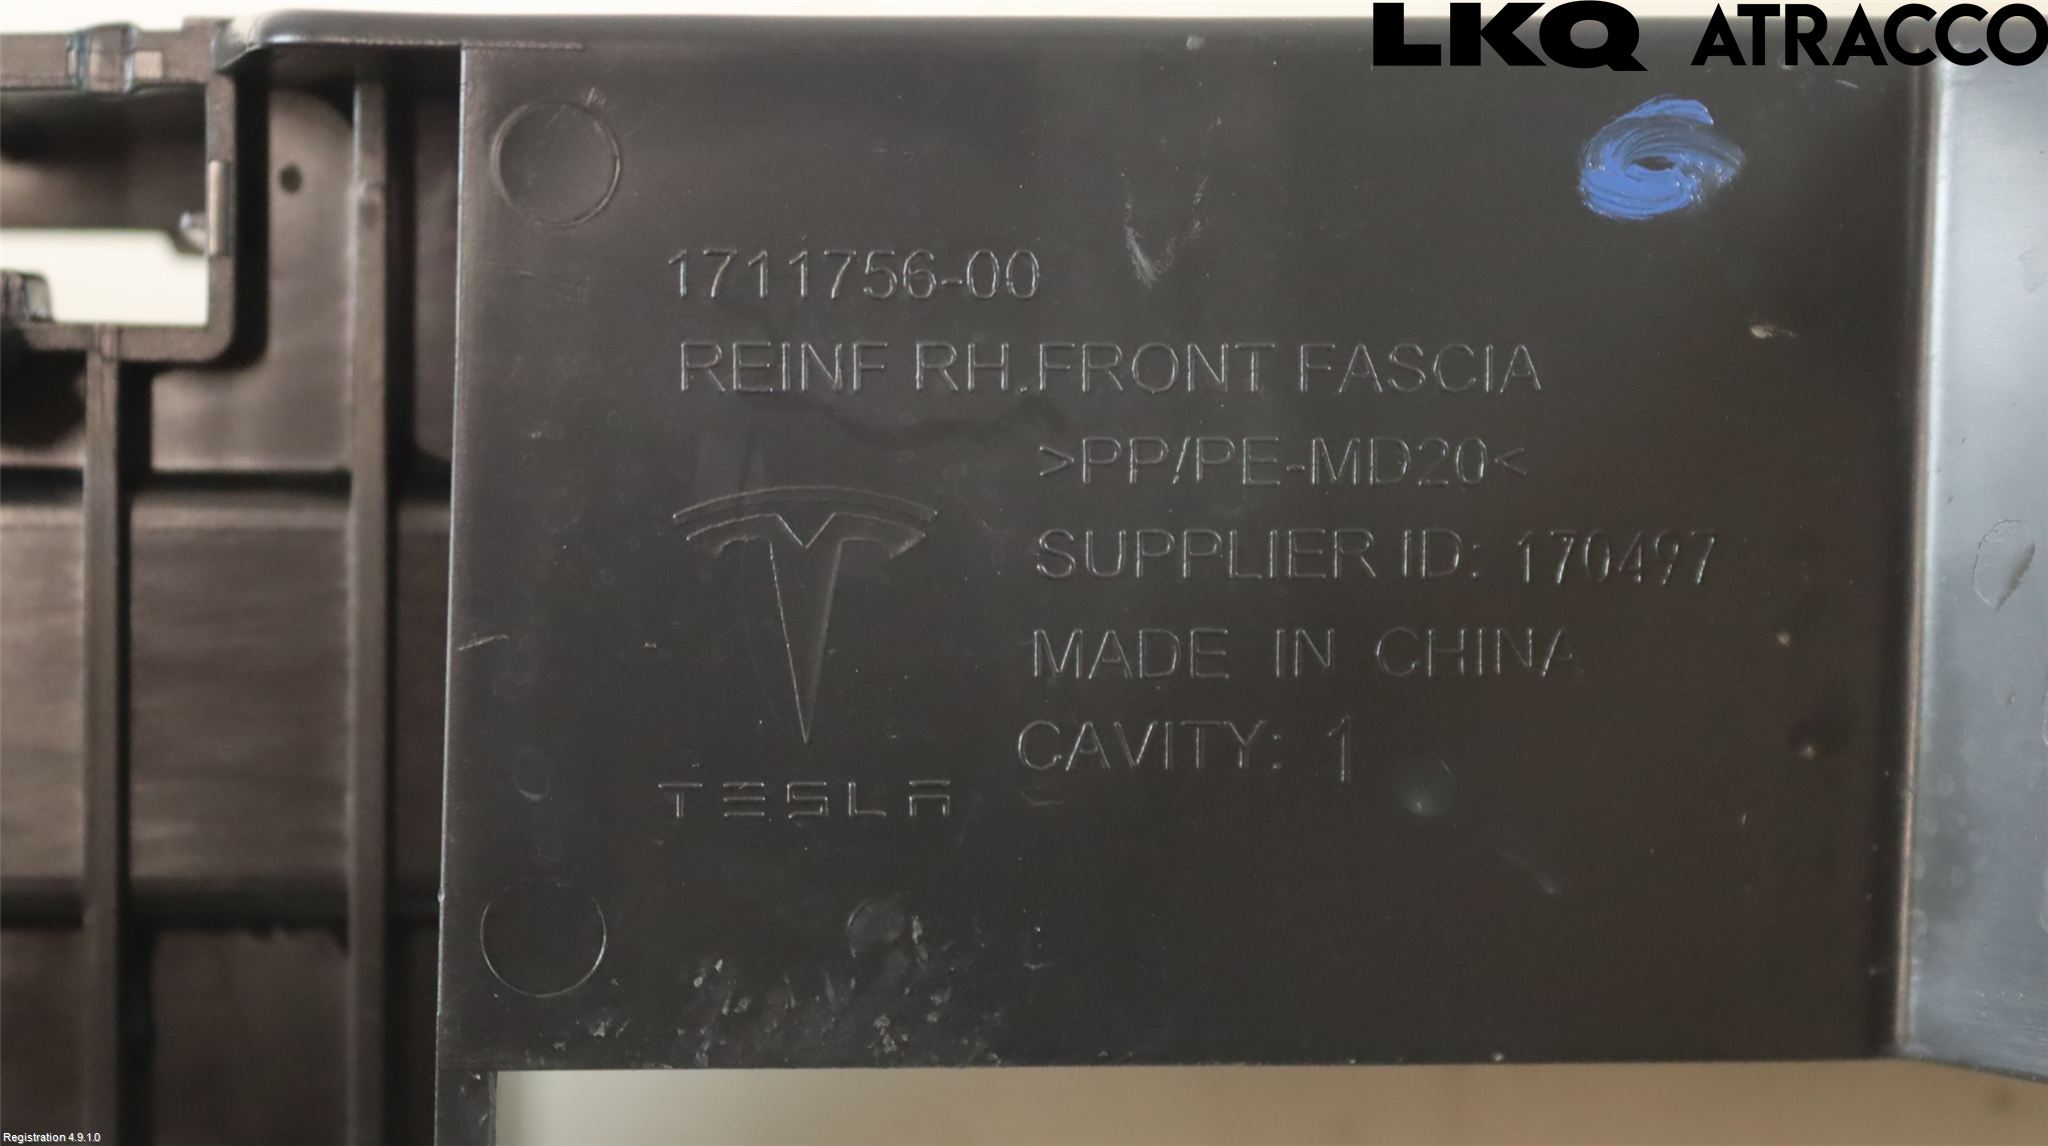 LKQ ATRACCO
1711756-00
REINF RH.FRONT FASCIA
>PP/PE-MD20<
SUPPLIER ID: 170497
MADE IN CHINA
CAVITY: 1
TESLA
Registration 4.9.1.0